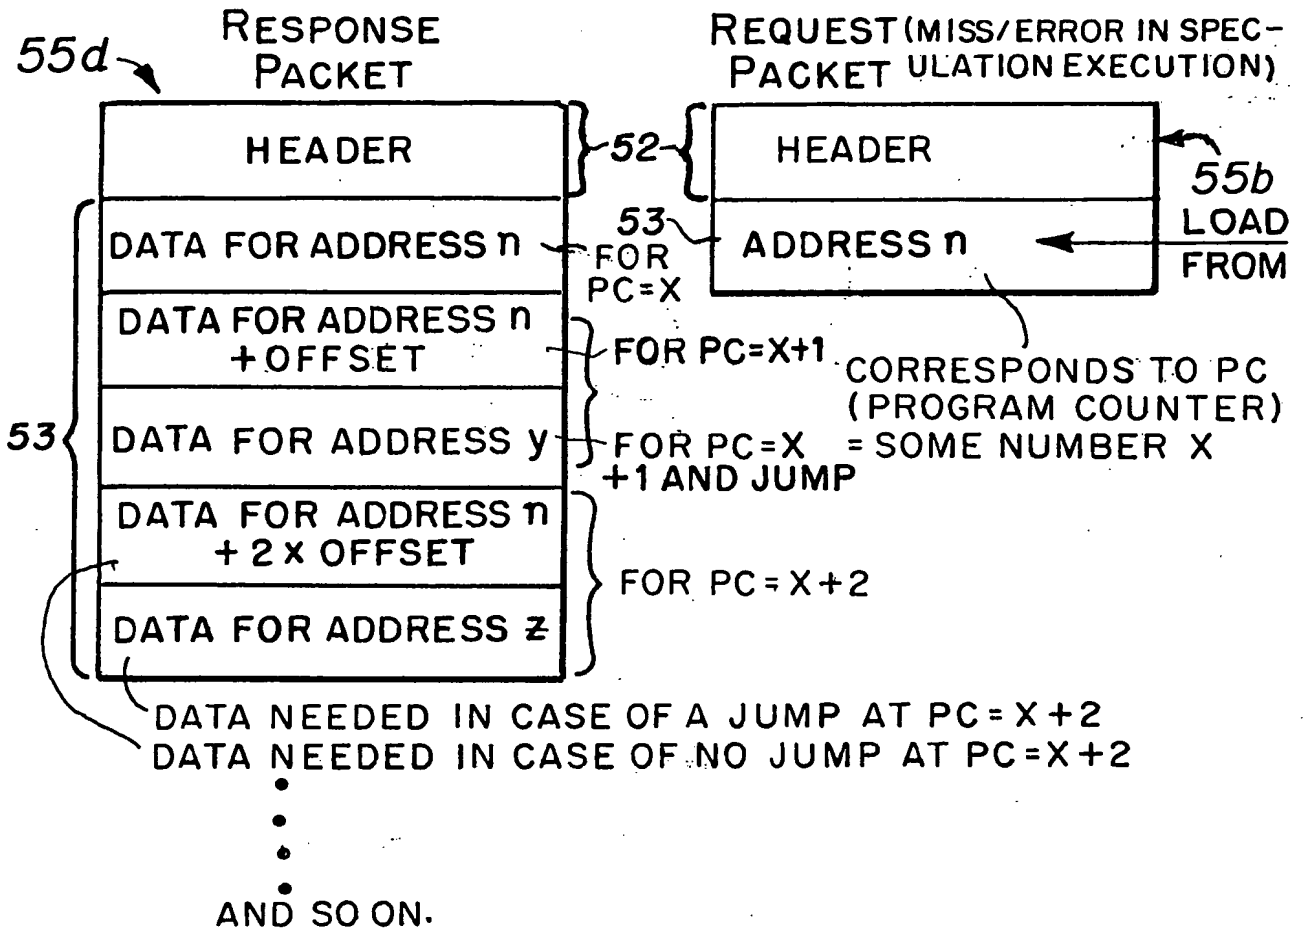 RESPONSE
PACKET
55d
HEADER
DATA FOR ADDRESS n
DATA FOR ADDRESS n
+OFFSET
DATA FOR ADDRESS y
DATA FOR ADDRESS n
+ 2 x OFFSET
DATA FOR ADDRESS z
53
52
FOR
PC=X
FOR PC=X+1
FOR PC=X
+1 AND JUMP
FOR PC=X+2
REQUEST (MISS/ERROR IN SPEC-
PACKET ULATION EXECUTION)
HEADER
55b
53
ADDRESS n
LOAD
FROM
CORRESPONDS TO PC
(PROGRAM COUNTER)
= SOME NUMBER X
DATA NEEDED IN CASE OF A JUMP AT PC=X+2
DATA NEEDED IN CASE OF NO JUMP AT PC=X+2
AND SO ON.